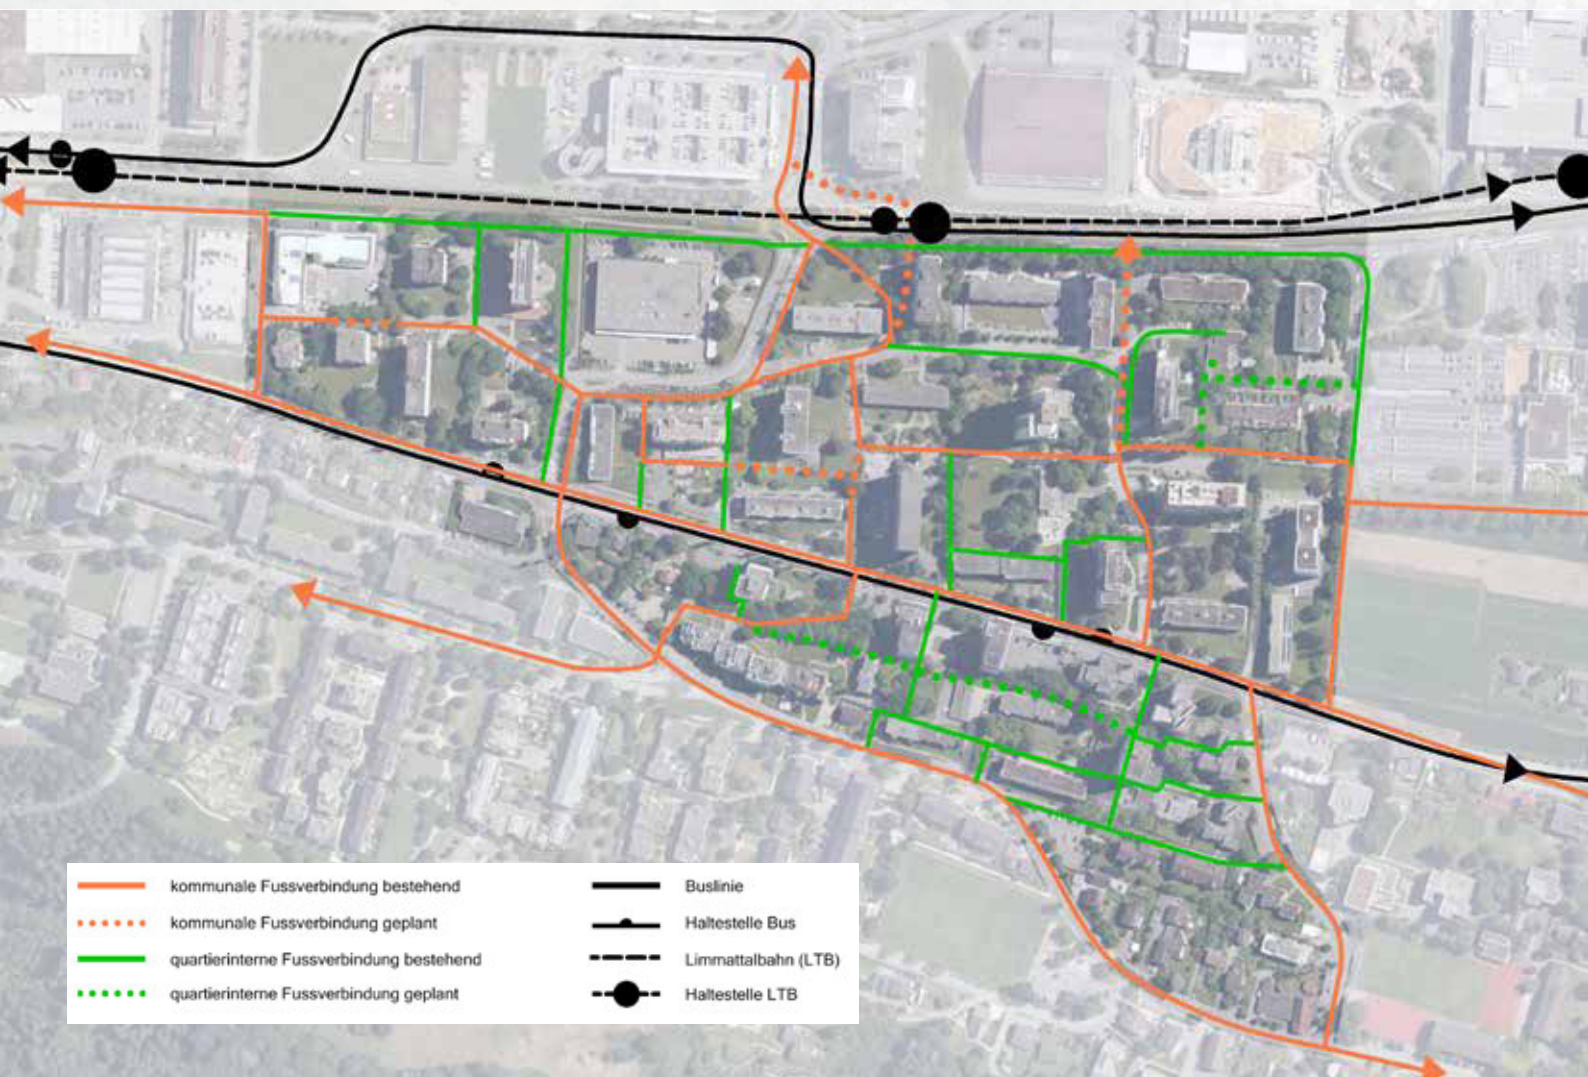 kommunale Fussverbindung bestehend
kommunale Fussverbindung geplant
quartierinterne Fussverbindung bestehend
quartierinterne Fussverbindung geplant
Buslinie
Haltestelle Bus
Limmattalbahn (LTB)
Haltestelle LTB